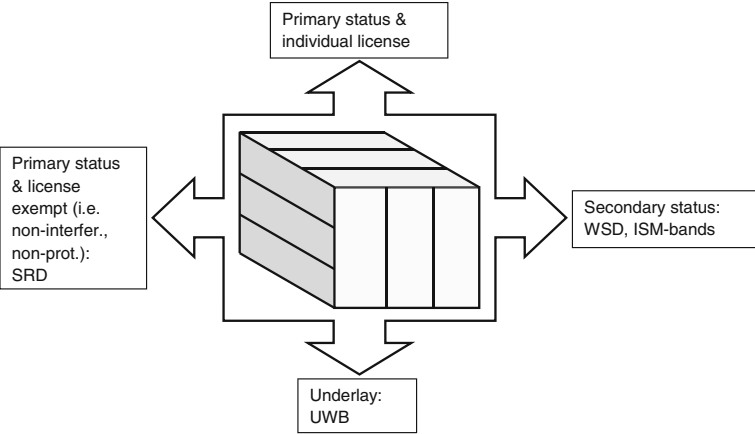 Primary status &
individual license
Primary status
& license
exempt (i.e.
non-interfer.,
non-prot.):
SRD
Secondary status:
WSD, ISM-bands
Underlay:
UWB